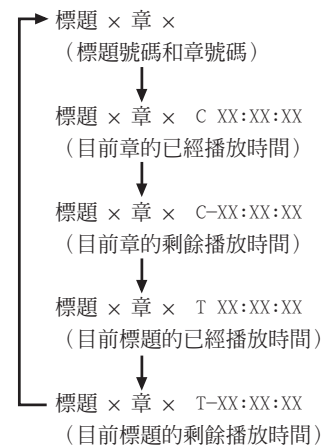 標題 × 章 ×
（標題號碼和章號碼）
標題 × 章 × C XX:XX:XX
（目前章的已經播放時間）
標題 × 章 × C–XX:XX:XX
（目前章的剩餘播放時間）
標題 × 章 × T XX:XX:XX
（目前標題的已經播放時間）
標題 × 章 × T–XX:XX:XX
（目前標題的剩餘播放時間）